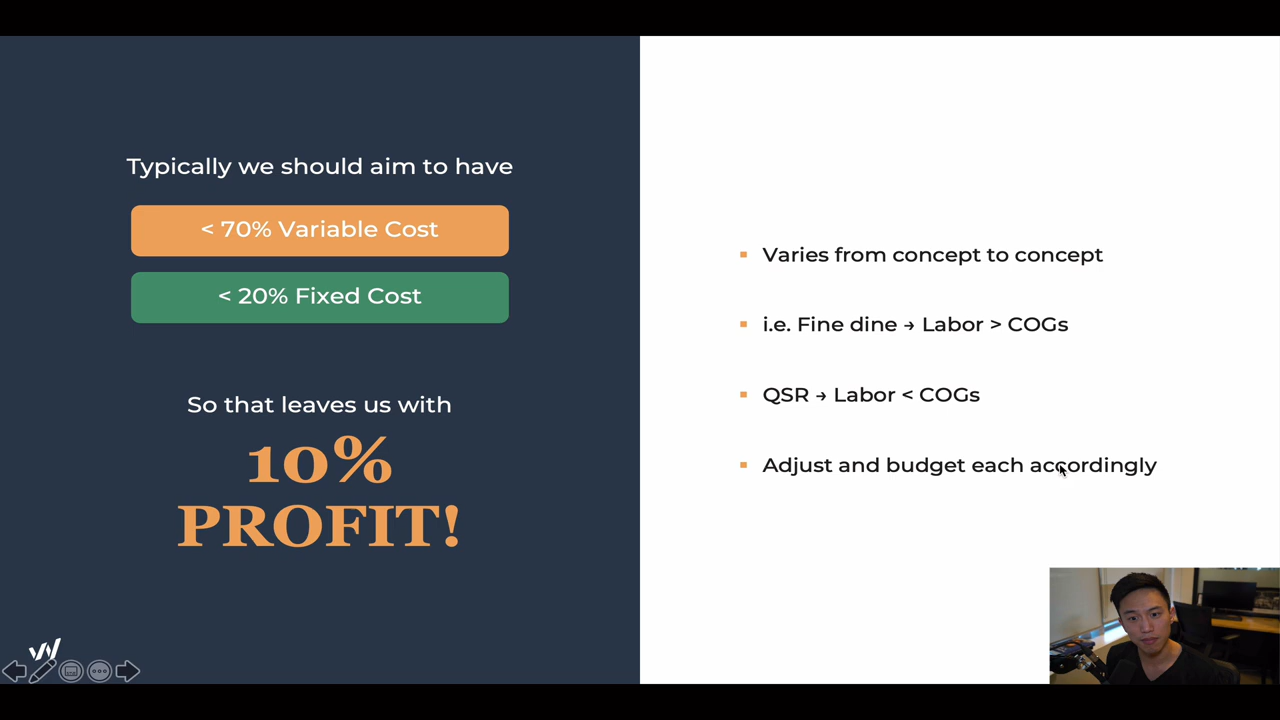 Typically we should aim to have
< 70% Variable Cost
< 20% Fixed Cost
So that leaves us with
10%
PROFIT!
Varies from concept to concept
i.e. Fine dine → Labor > COGs
QSR → Labor < COGs
Adjust and budget each accordingly